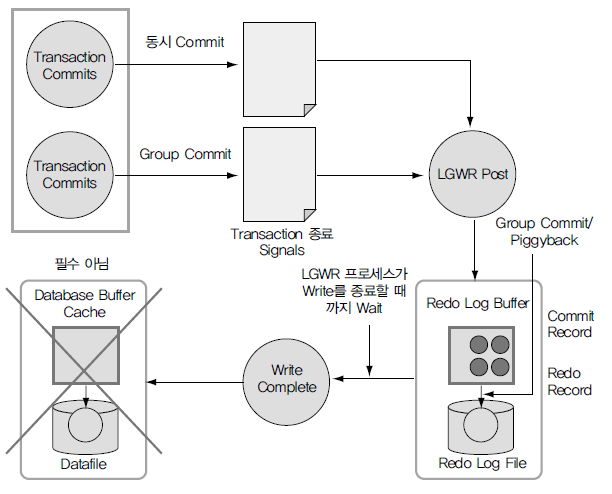 Transaction
Commits
동시 Commit
Transaction
Commits
Group Commit
LGWR Post
Transaction 종료
Signals
Group Commit/
Piggyback
필수 아님
LGWR 프로세스가
Write를 종료할 때
까지 Wait
Database Buffer
Cache
Redo Log Buffer
Commit
Record
Write
Complete
Redo
Record
Datafile
Redo Log File